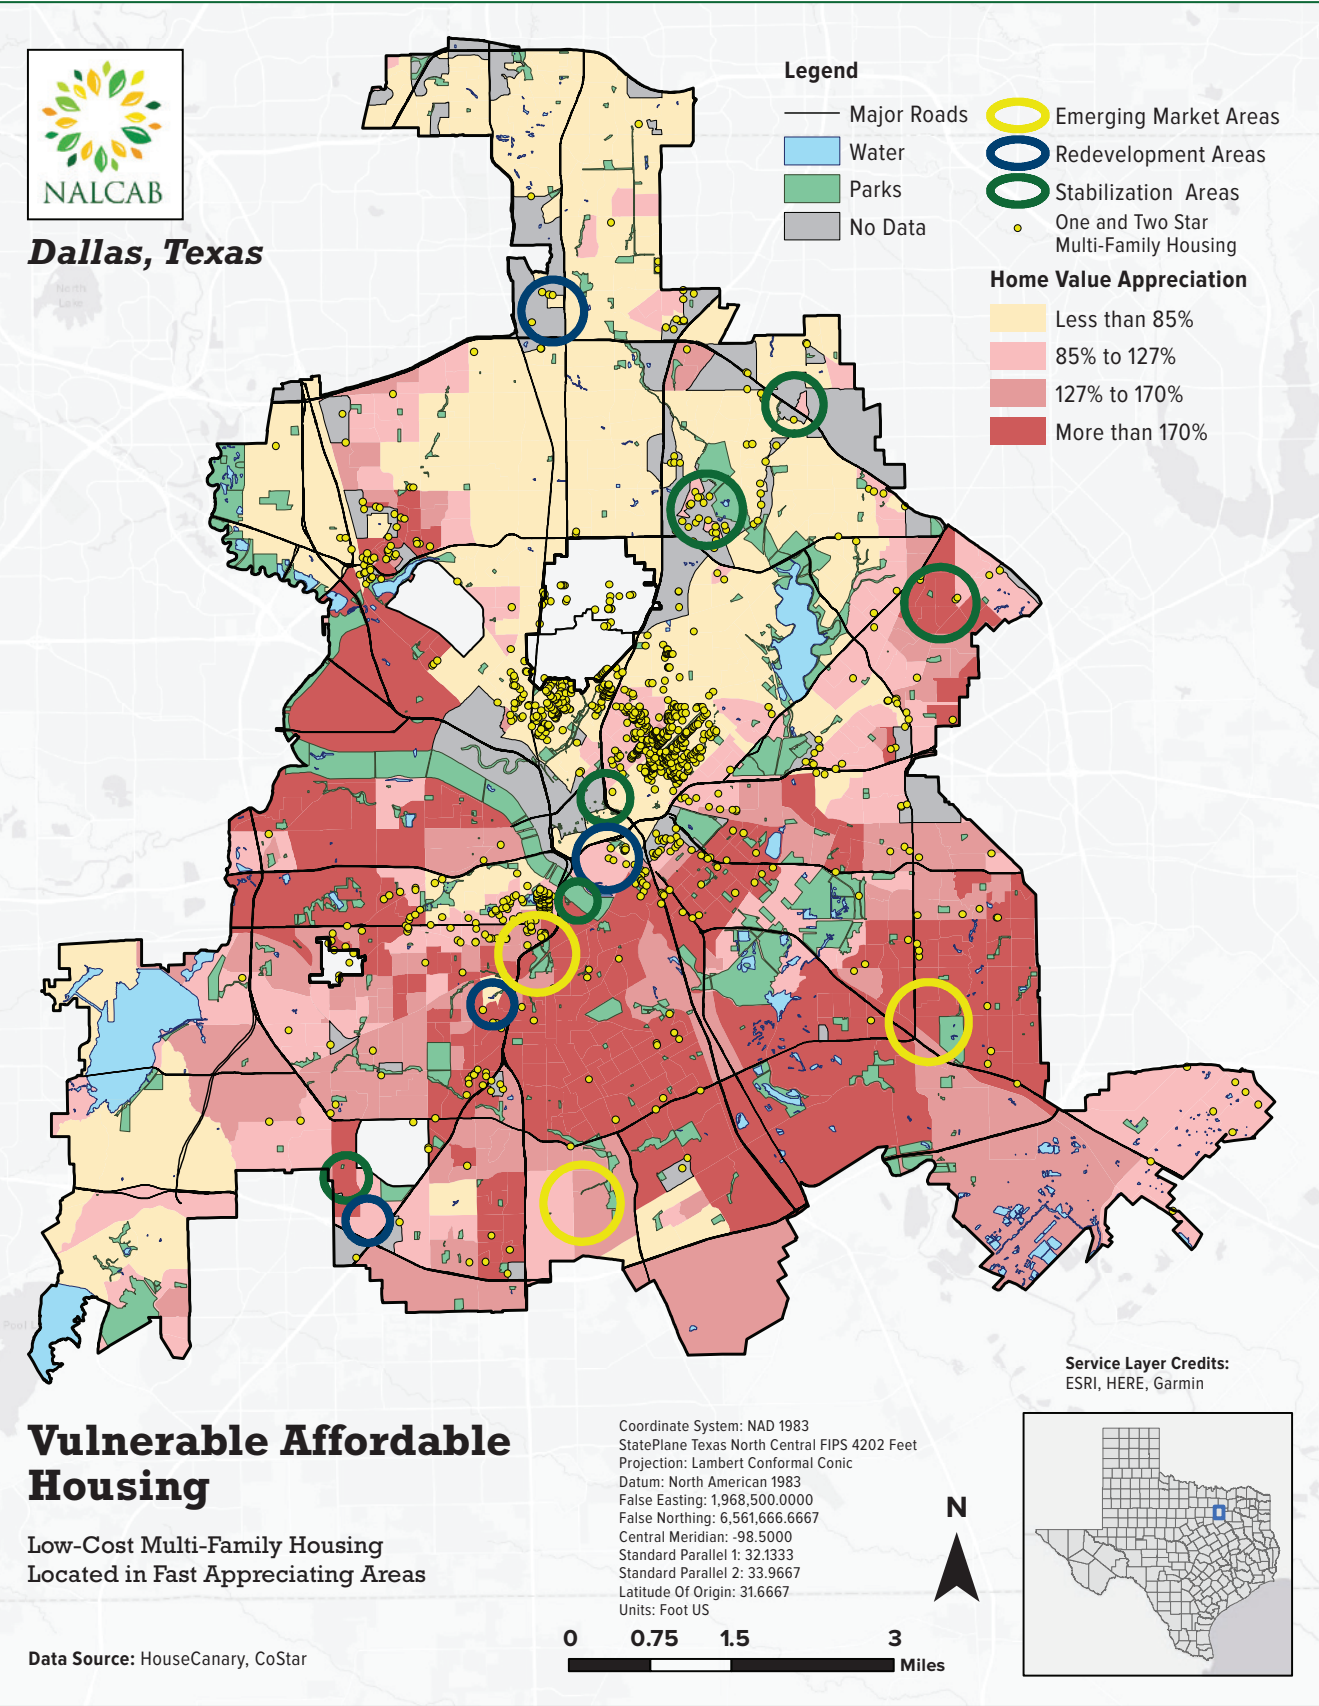 NALCAB
Dallas, Texas
Legend
Major Roads
Water
Parks
No Data
Emerging Market Areas
Redevelopment Areas
Stabilization Areas
One and Two Star
Multi-Family Housing
Home Value Appreciation
Less than 85%
85% to 127%
127% to 170%
More than 170%
North
Lake
Service Layer Credits:
ESRI, HERE, Garmin
Vulnerable Affordable
Housing
Low-Cost Multi-Family Housing
Located in Fast Appreciating Areas
Data Source: HouseCanary, CoStar
Coordinate System: NAD 1983
StatePlane Texas North Central FIPS 4202 Feet
Projection: Lambert Conformal Conic
Datum: North American 1983
False Easting: 1,968,500.0000
False Northing: 6,561,666.6667
Central Meridian: -98.5000
Standard Parallel 1: 32.1333
Standard Parallel 2: 33.9667
Latitude Of Origin: 31.6667
Units: Foot US
N
0 0.75 1.5 3
Miles